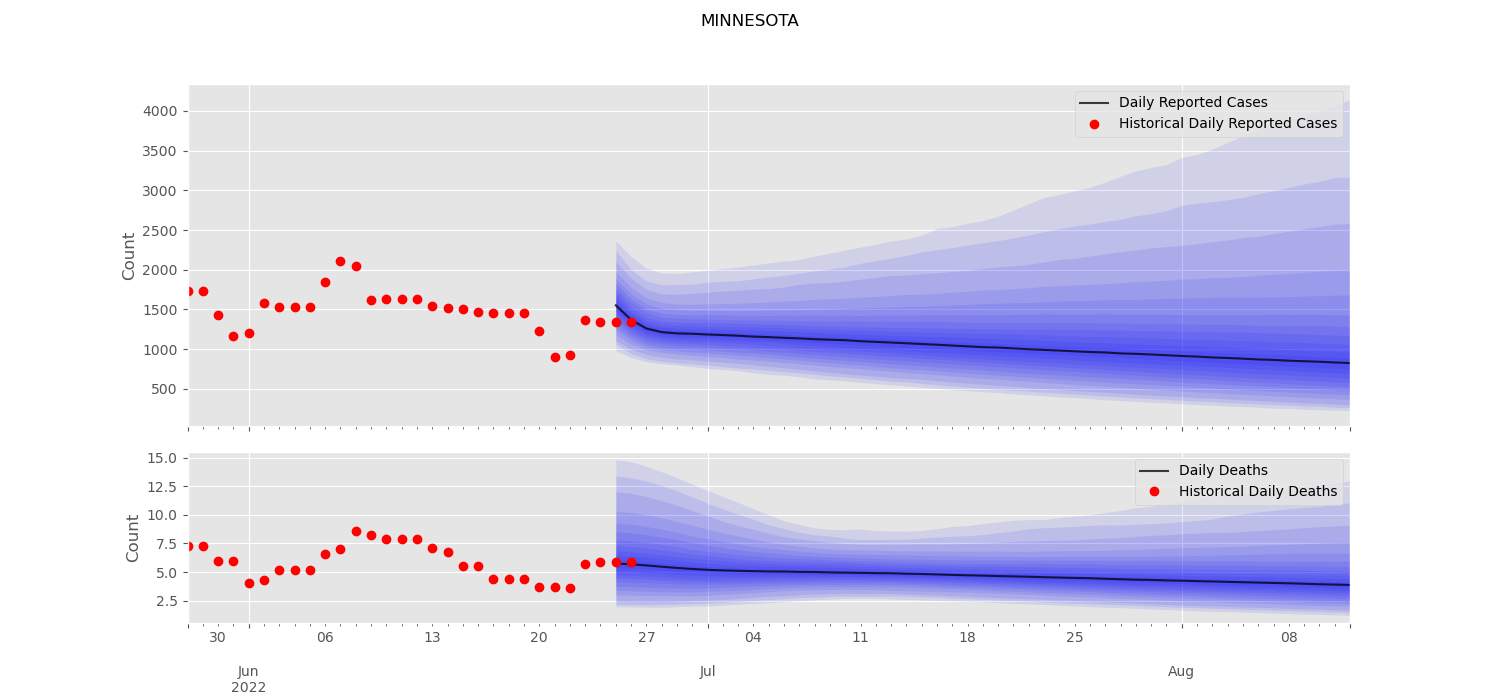 MINNESOTA
Count
4000
3500
3000
2500
2000
1500
1000
500
Daily Reported Cases
Historical Daily Reported Cases
Count
15.0
12.5
10.0
7.5
5.0
2.5
Daily Deaths
Historical Daily Deaths
30 06 13 20 27 04 11 18 25 08
Jun Jul Aug
2022